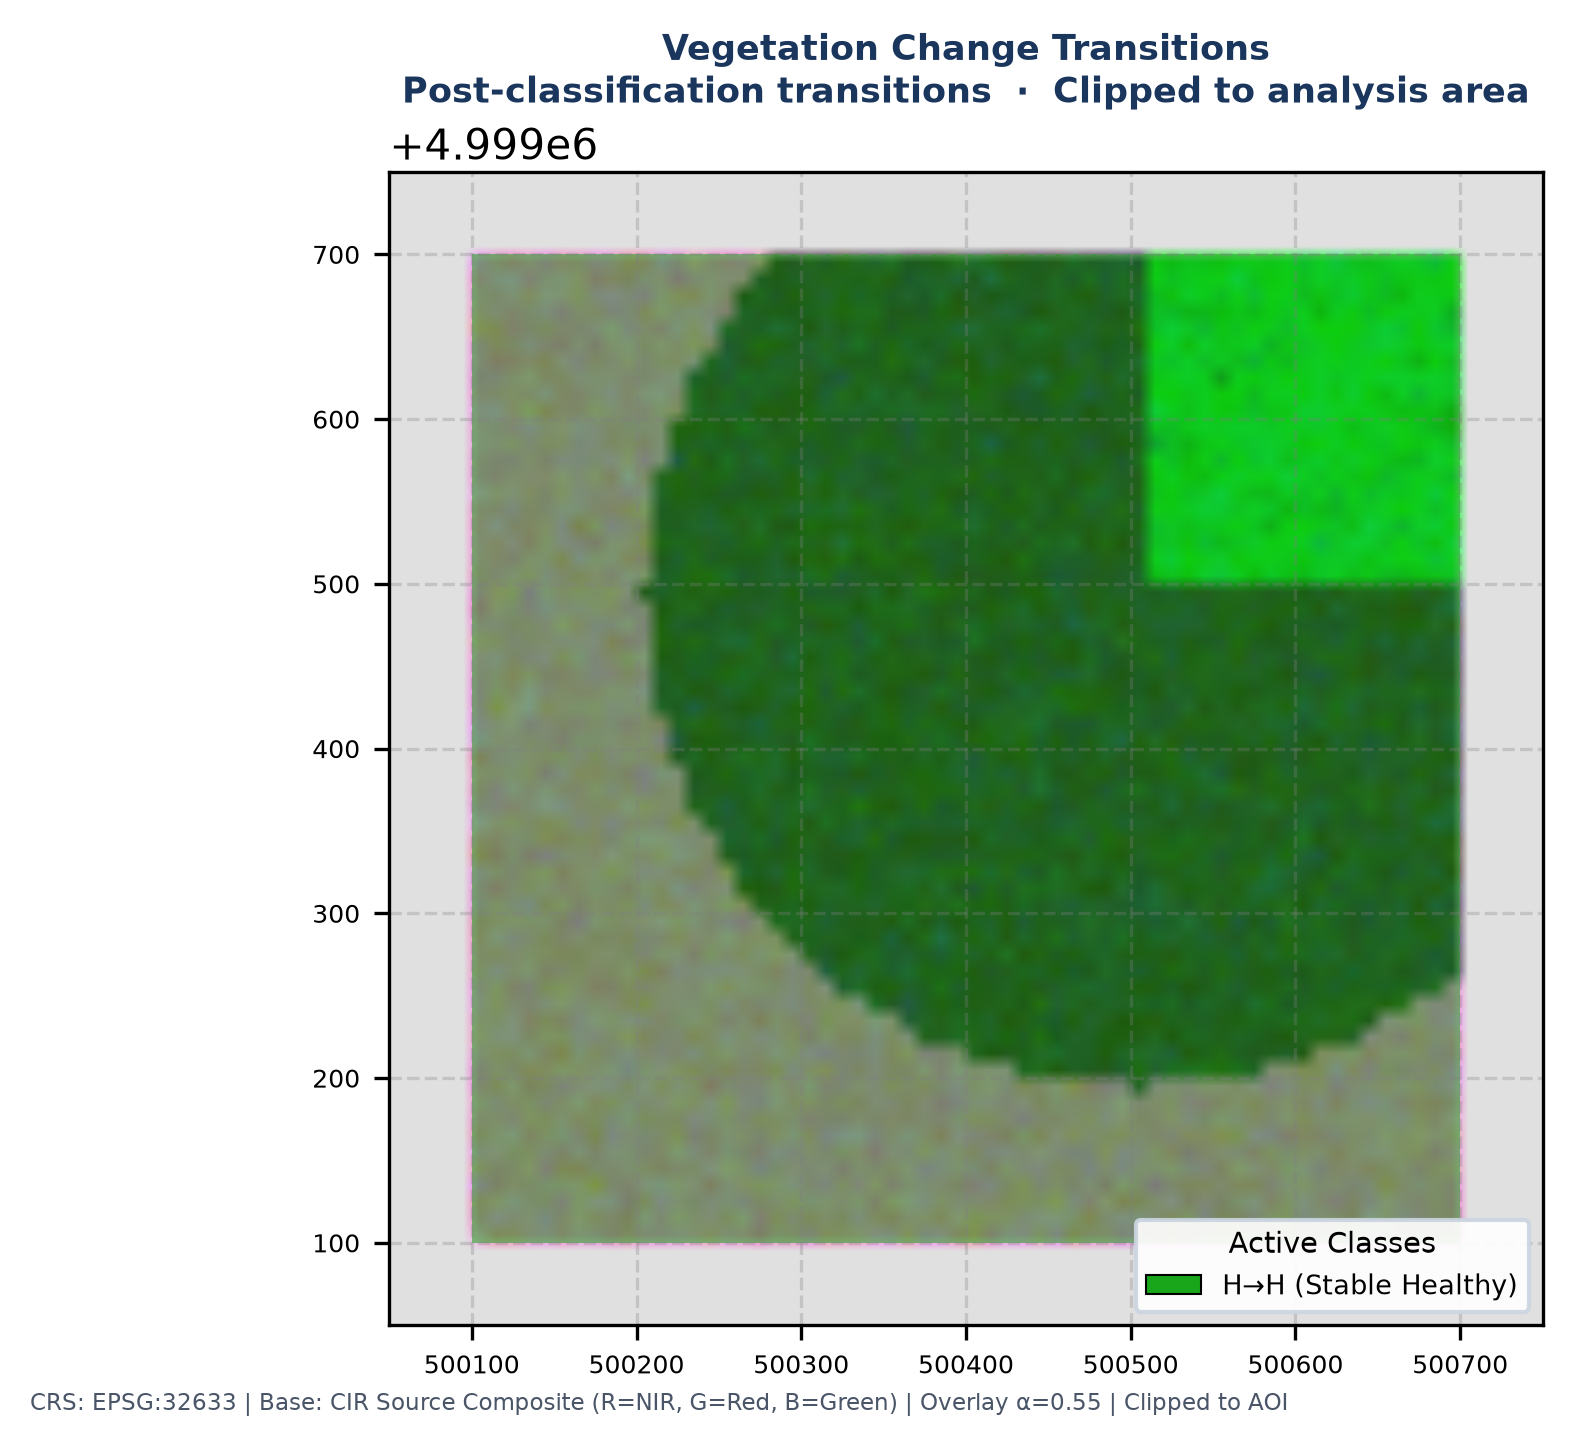 Vegetation Change Transitions
Post-classification transitions · Clipped to analysis area
+4.999e6
700
600
500
400
300
200
100
Active Classes
H→H (Stable Healthy)
500100 500200 500300 500400 500500 500600 500700
CRS: EPSG:32633 | Base: CIR Source Composite (R=NIR, G=Red, B=Green) | Overlay α=0.55 | Clipped to AOI